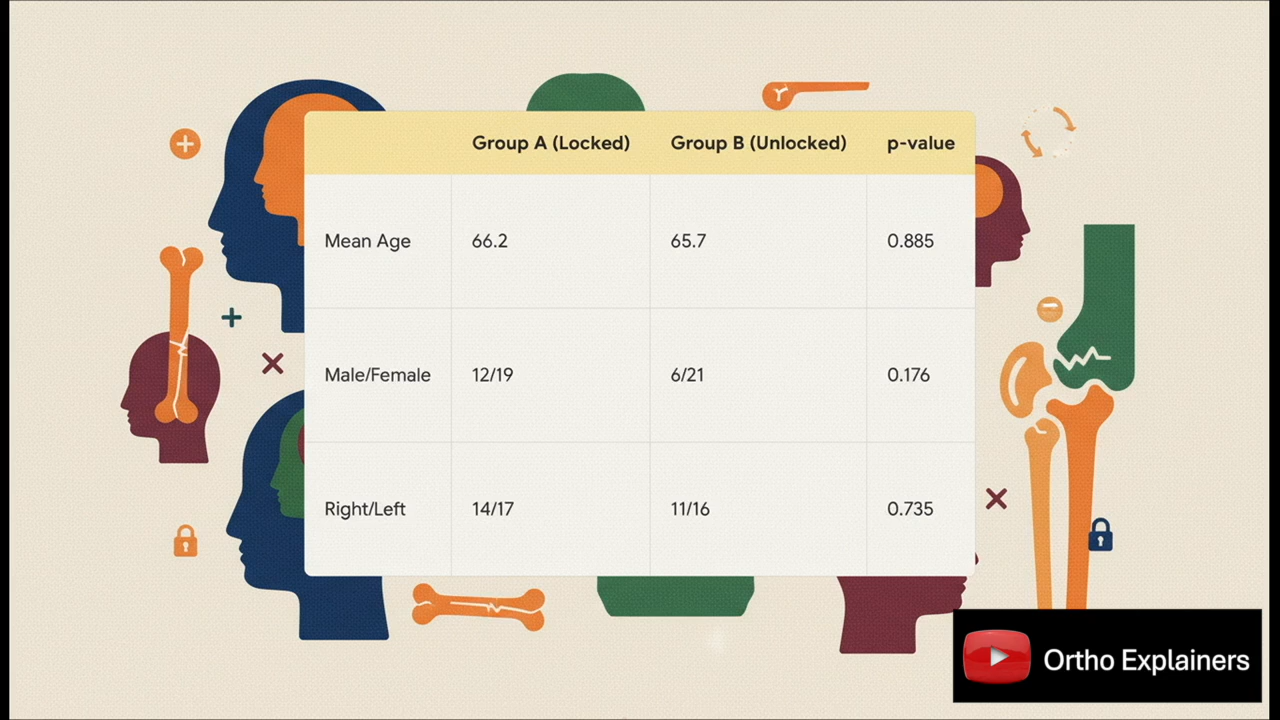 Group A (Locked) Group B (Unlocked) p-value
Mean Age 66.2 65.7 0.885
Male/Female 12/19 6/21 0.176
Right/Left 14/17 11/16 0.735
Ortho Explainers